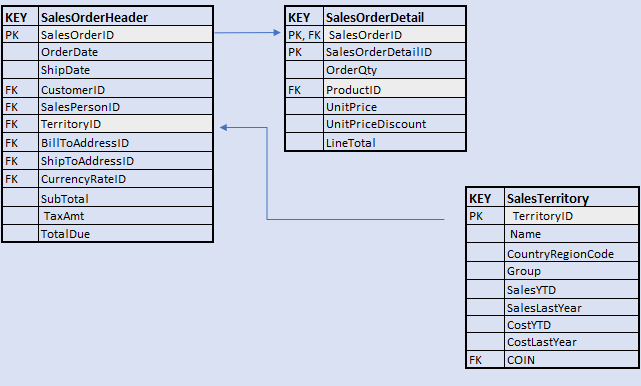 KEY SalesOrderHeader
PK SalesOrderID
OrderDate
ShipDate
FK CustomerID
FK SalesPersonID
FK TerritoryID
FK BillToAddressID
FK ShipToAddressID
FK CurrencyRateID
SubTotal
TaxAmt
TotalDue
KEY SalesOrderDetail
PK, FK SalesOrderID
PK SalesOrderDetailID
OrderQty
FK ProductID
UnitPrice
UnitPriceDiscount
LineTotal
KEY SalesTerritory
PK TerritoryID
Name
CountryRegionCode
Group
SalesYTD
SalesLastYear
CostYTD
CostLastYear
FK COIN